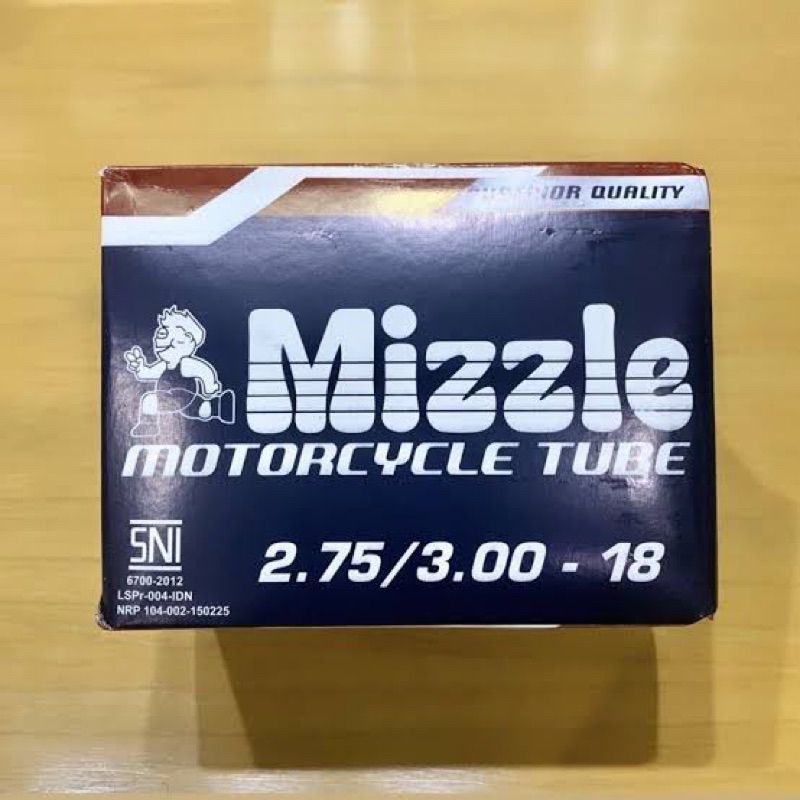 SUPERIOR QUALITY
Mizzle
MOTORCYCLE TUBE
SNI
6700-2012
LSPr-004-IDN
NRP 104-002-150225
2.75/3.00 - 18